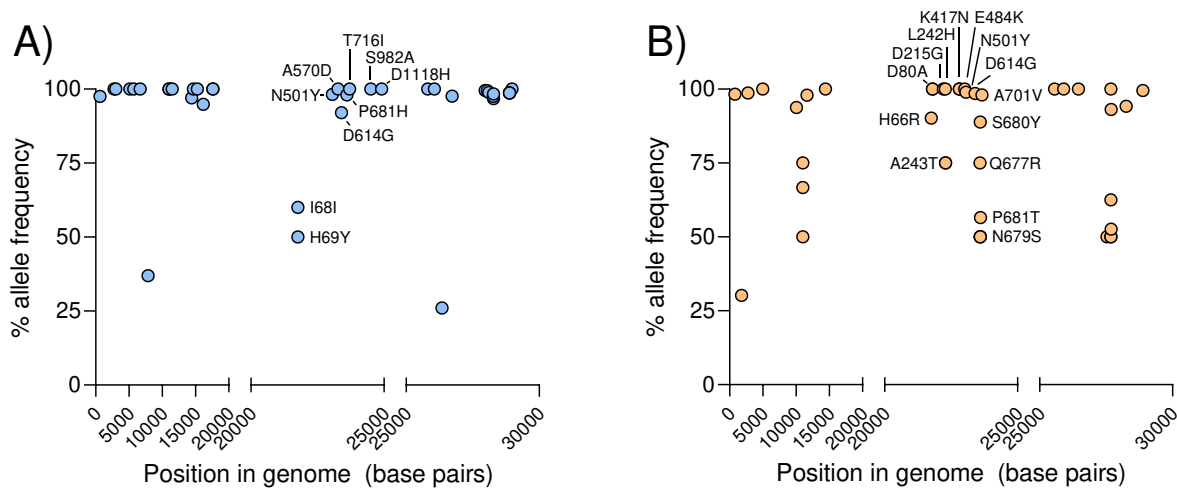 A)
T716I
S982A
A570D
D1118H
N501Y
P681H
D614G
I68I
H69Y
100
75
50
25
0
% allele frequency
0
5000
10000
15000
20000
20000
25000
25000
30000
Position in genome (base pairs)
B)
K417N
E484K
L242H
N501Y
D215G
D614G
D80A
A701V
H66R
S680Y
A243T
Q677R
P681T
N679S
100
75
50
25
0
% allele frequency
0
5000
10000
15000
20000
20000
25000
25000
30000
Position in genome (base pairs)